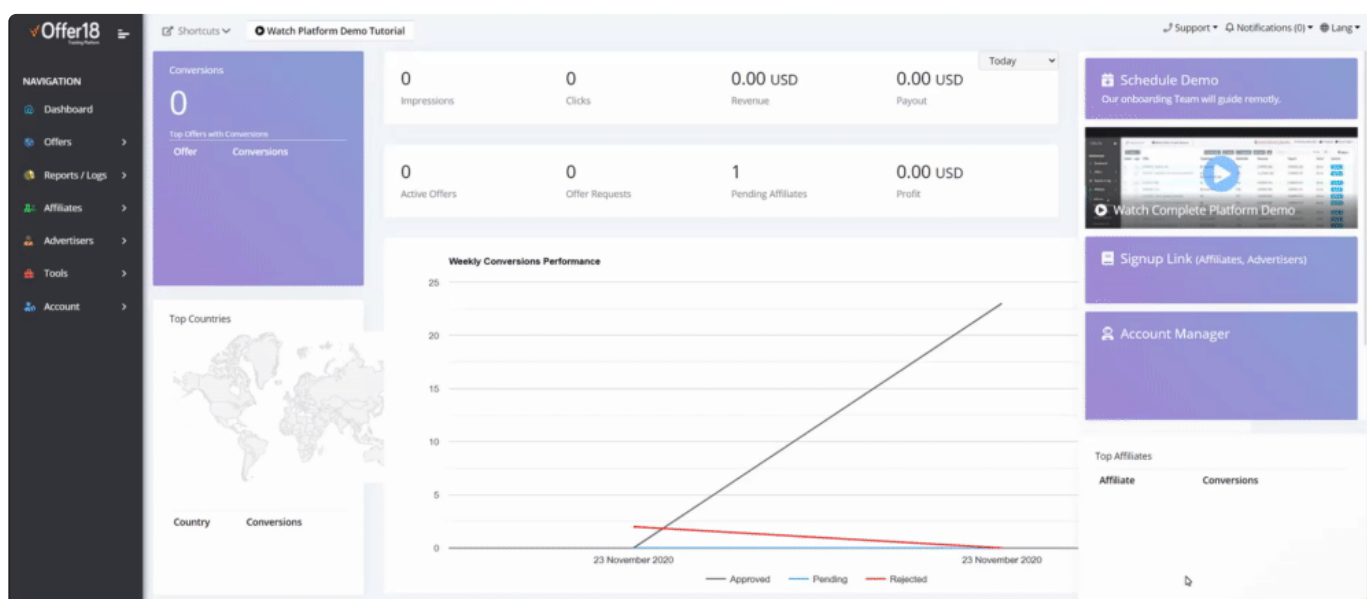 Offer18
Tracking Platform
NAVIGATION
Dashboard
Offers
Reports / Logs
Affiliates
Advertisers
Tools
Account
Shortcuts
Watch Platform Demo Tutorial
Support
Notifications (0)
Lang
Conversions
0
Top Offers with Conversions
Offer Conversions
Today
0 0 0.00 USD 0.00 USD
Impressions Clicks Revenue Payout
0 0 1 0.00 USD
Active Offers Offer Requests Pending Affiliates Profit
Top Countries
Country Conversions
Weekly Conversions Performance
25
20
15
10
5
0
23 November 2020 23 November 2020
Approved Pending Rejected
Schedule Demo
Our onboarding Team will guide remotly.
Watch Complete Platform Demo
Signup Link (Affiliates, Advertisers)
Account Manager
Top Affiliates
Affiliate Conversions